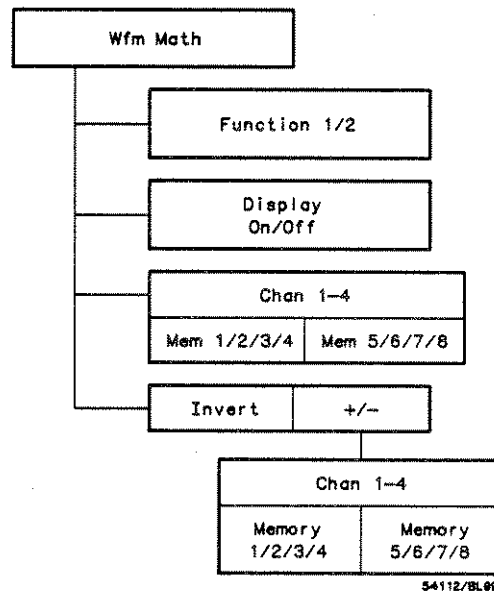 Wfm Math
Function 1/2
Display
On/Off
Chan 1-4
Mem 1/2/3/4 Mem 5/6/7/8
Invert +/-
Chan 1-4
Memory Memory
1/2/3/4 5/6/7/8